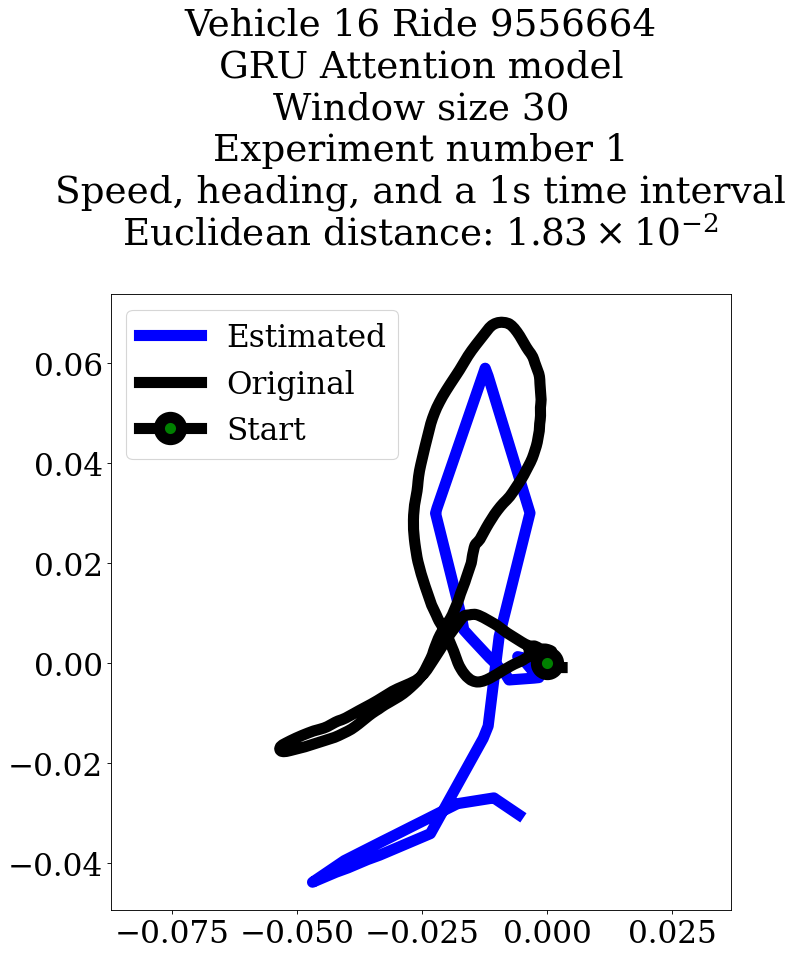 Vehicle 16 Ride 9556664
GRU Attention model
Window size 30
Experiment number 1
Speed, heading, and a 1s time interval
Euclidean distance: 1.83 × 10⁻²
Estimated
Original
Start
0.06
0.04
0.02
0.00
−0.02
−0.04
−0.075 −0.050 −0.025 0.000 0.025